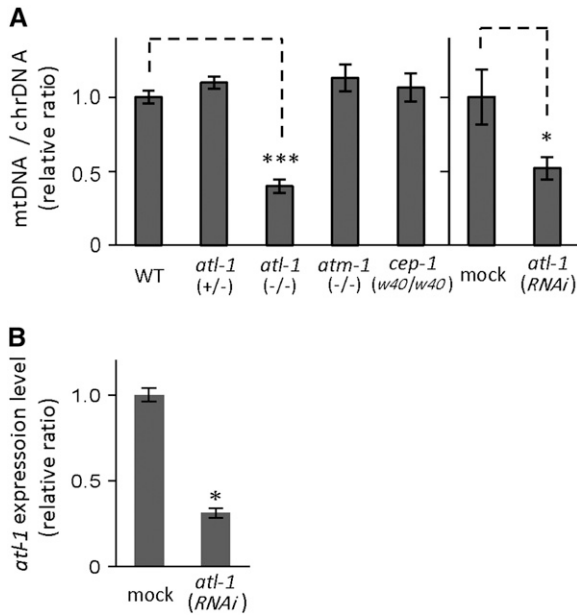 A
mtDNA / chrDNA
(relative ratio)
1.0
0.5
0
***
*
WT
atl-1
(+/-)
atl-1
(-/-)
atm-1
(-/-)
cep-1
(w40/w40)
mock
atl-1
(RNAi)
B
atl-1 expressoion level
(relative ratio)
1.0
0.5
0
*
mock
atl-1
(RNAi)